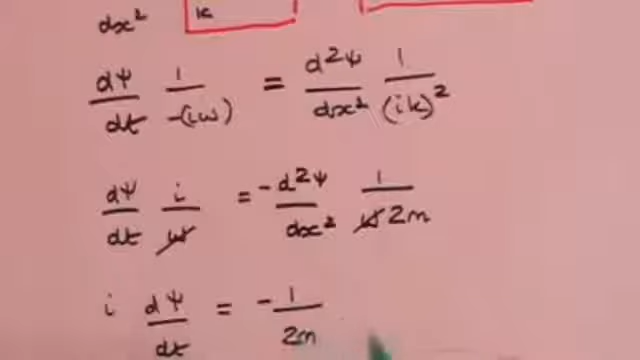 dx² k
dΨ/dt 1/-(iω) = d²Ψ/dx² 1/(ik)²
dΨ/dt i/ω = -d²Ψ/dx² 1/ω2m
i dΨ/dt = -1/2m